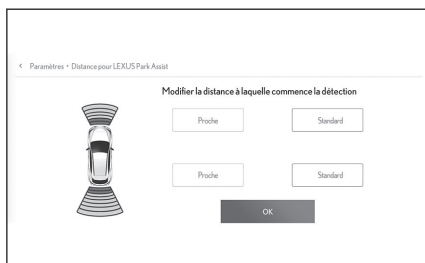 < Paramètres • Distance pour LEXUS Park Assist
Modifier la distance à laquelle commence la détection
Proche Standard
Proche Standard
OK